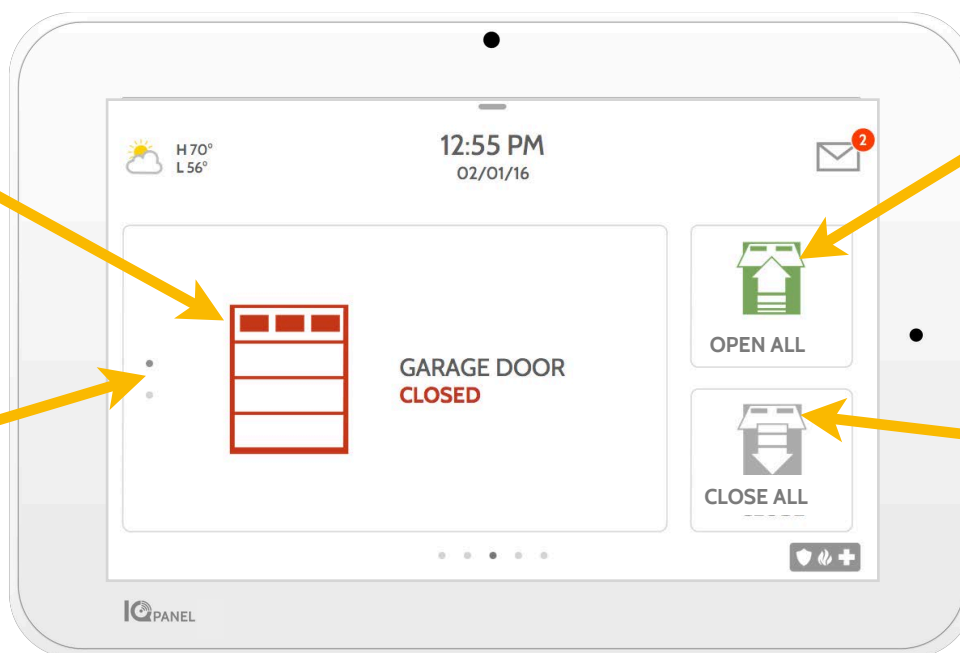 H 70°
L 56°
12:55 PM
02/01/16
2
GARAGE DOOR
CLOSED
OPEN ALL
CLOSE ALL
IQ PANEL